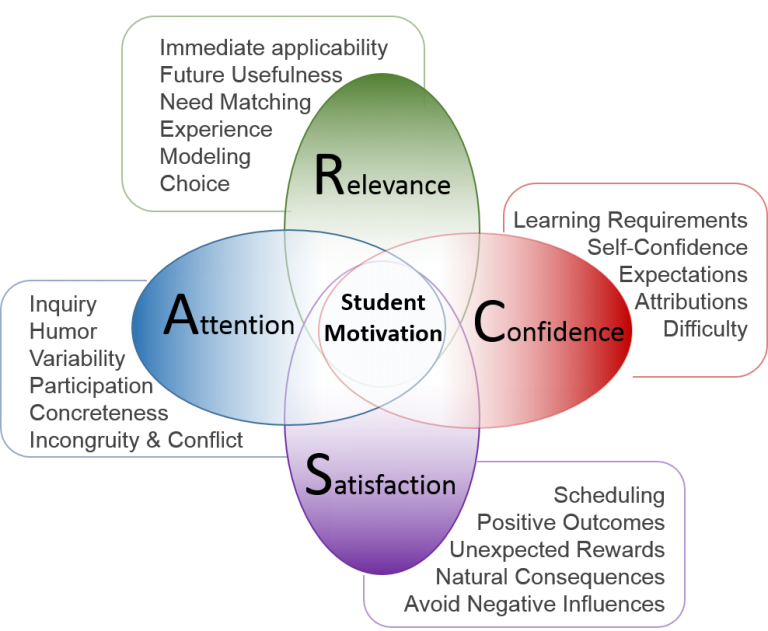 Immediate applicability
Future Usefulness
Need Matching
Experience
Modeling
Choice
Relevance
Learning Requirements
Self-Confidence
Expectations
Attributions
Difficulty
Inquiry
Humor
Variability
Participation
Concreteness
Incongruity & Conflict
Attention
Student
Motivation
Confidence
Satisfaction
Scheduling
Positive Outcomes
Unexpected Rewards
Natural Consequences
Avoid Negative Influences